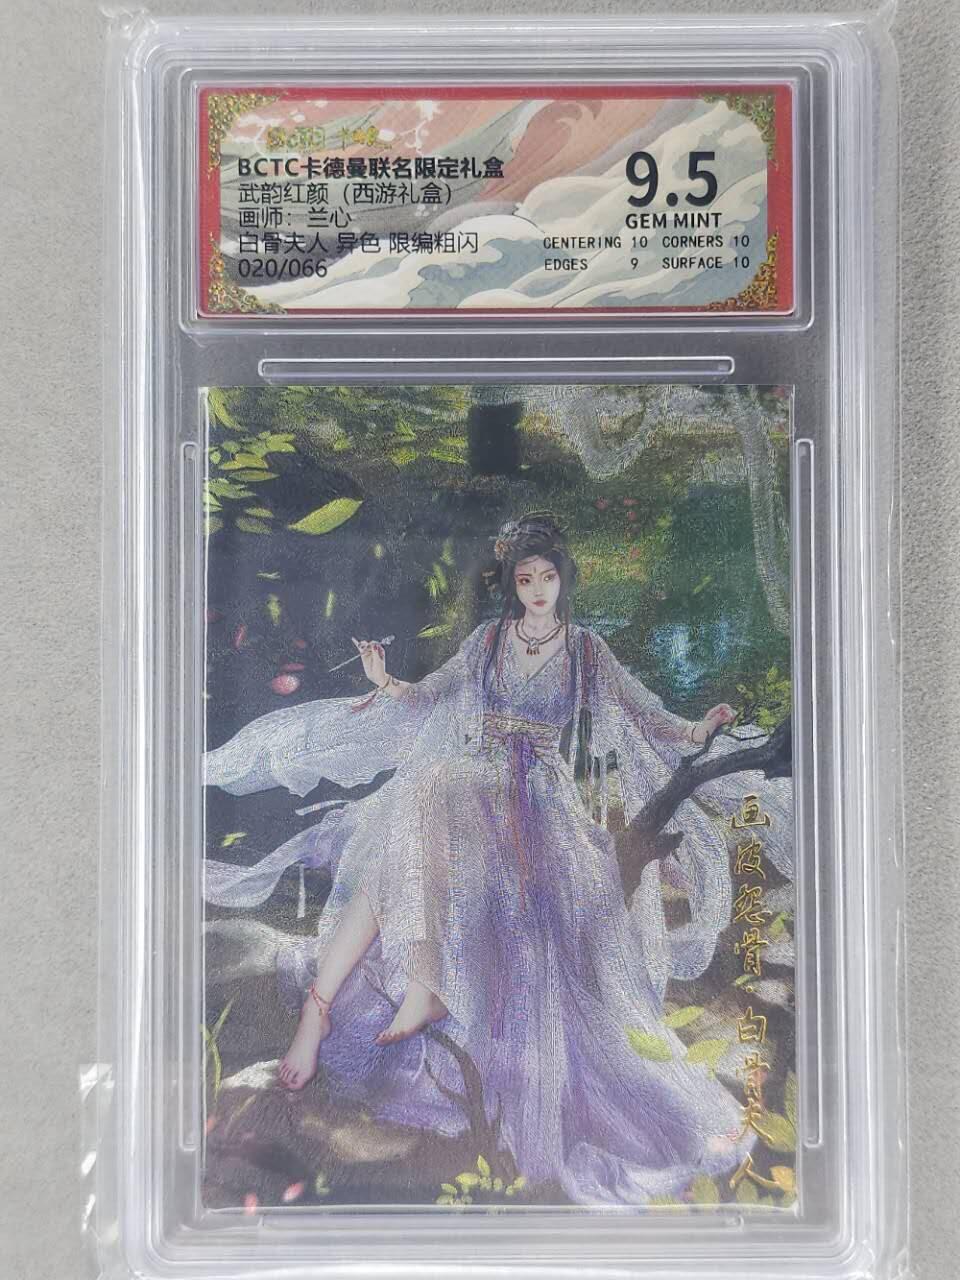 BCTC卡德曼联名限定礼盒
武韵红颜（西游礼盒）
画师：兰心
白骨夫人 异色 限编粗闪
020/066
9.5
GEM MINT
CENTERING 10 CORNERS 10
EDGES 9 SURFACE 10
画皮怨骨·白骨夫人